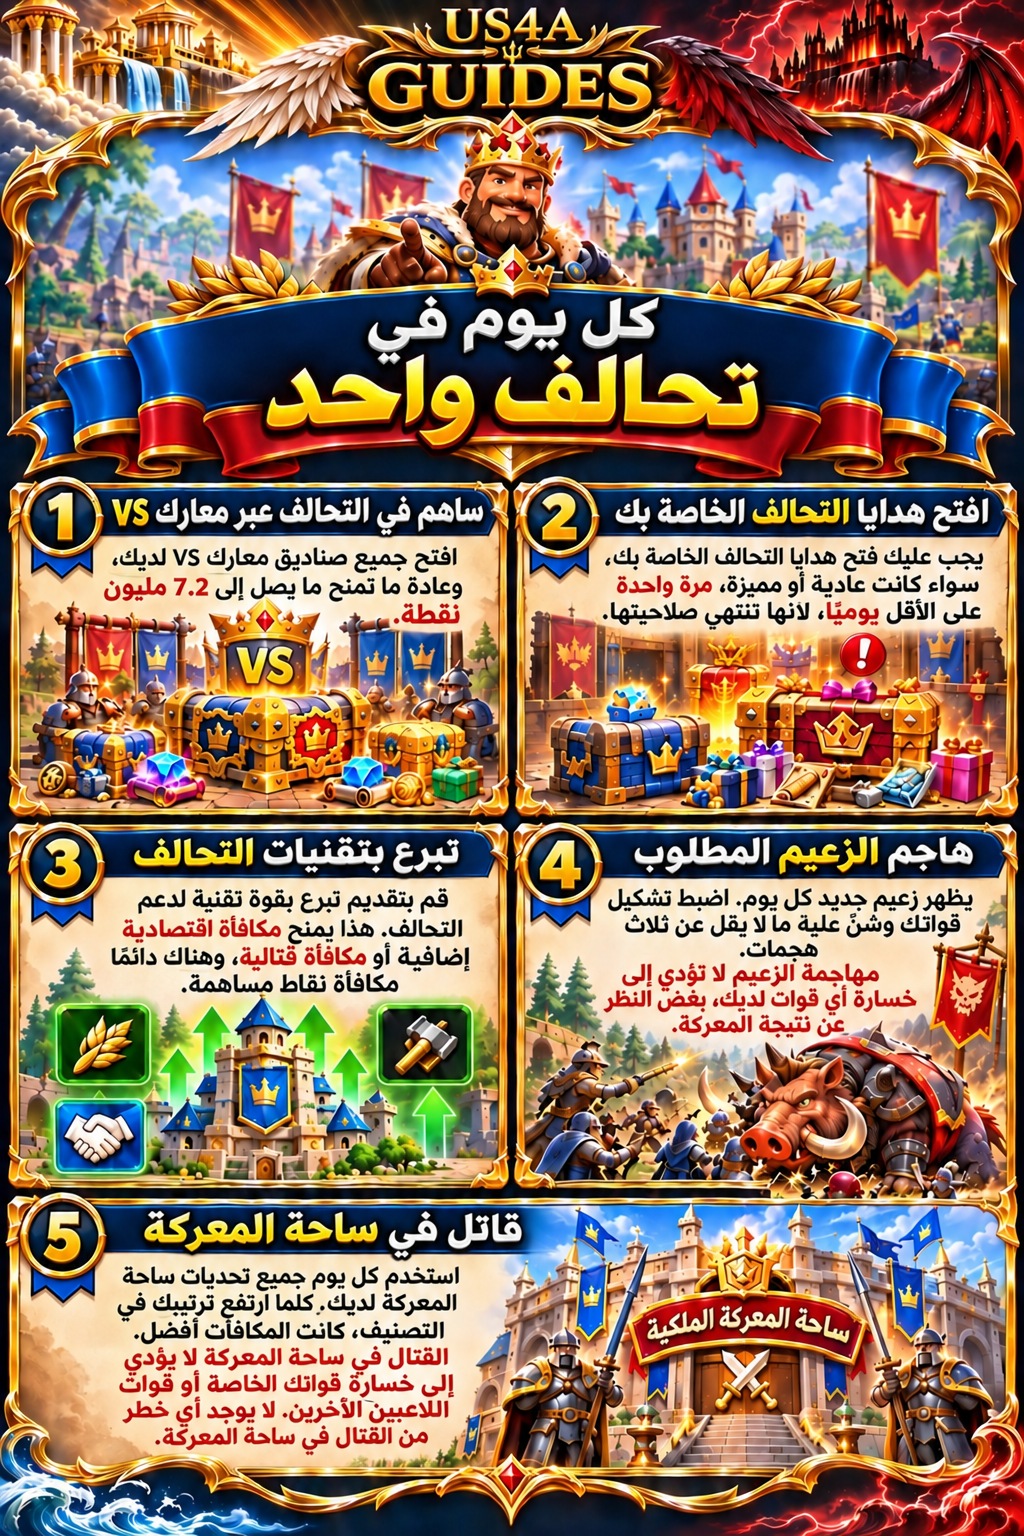 US4A
GUIDES
كل يوم في
تحالف واحد
1
ساهم في التحالف عبر معارك VS
افتح جميع صناديق معارك VS لديك،
وعادة ما تمنح ما يصل إلى 7.2 مليون
نقطة.
VS
2
افتح هدايا التحالف الخاصة بك
يجب عليك فتح هدايا التحالف الخاصة بك،
سواء كانت عادية أو مميزة، مرة واحدة
على الأقل يوميًا، لانها تنتهي صلاحيتها.
!
3
تبرع بتقنيات التحالف
قم بتقديم تبرع بقوة تقنية لدعم
التحالف. هذا يمنح مكافأة اقتصادية
إضافية أو مكافأة قتالية، وهناك دائمًا
مكافأة نقاط مساهمة.
4
هاجم الزعيم المطلوب
يظهر زعيم جديد كل يوم. اضبط تشكيل
قواتك وشنّ علية ما لا يقل عن ثلاث
هجمات.
مهاجمة الزعيم لا تؤدي إلى
خسارة أي قوات لديك، بغض النظر
عن نتيجة المعركة.
5
قاتل في ساحة المعركة
استخدم كل يوم جميع تحديات ساحة
المعركة لديك. كلما ارتفع ترتيبك في
التصنيف، كانت المكافآت أفضل.
القتال في ساحة المعركة لا يؤدي
إلى خسارة قواتك الخاصة أو قوات
اللاعبين الأخرين. لا يوجد أي خطر
من القتال في ساحة المعركة.
ساحة المعركة الملكية